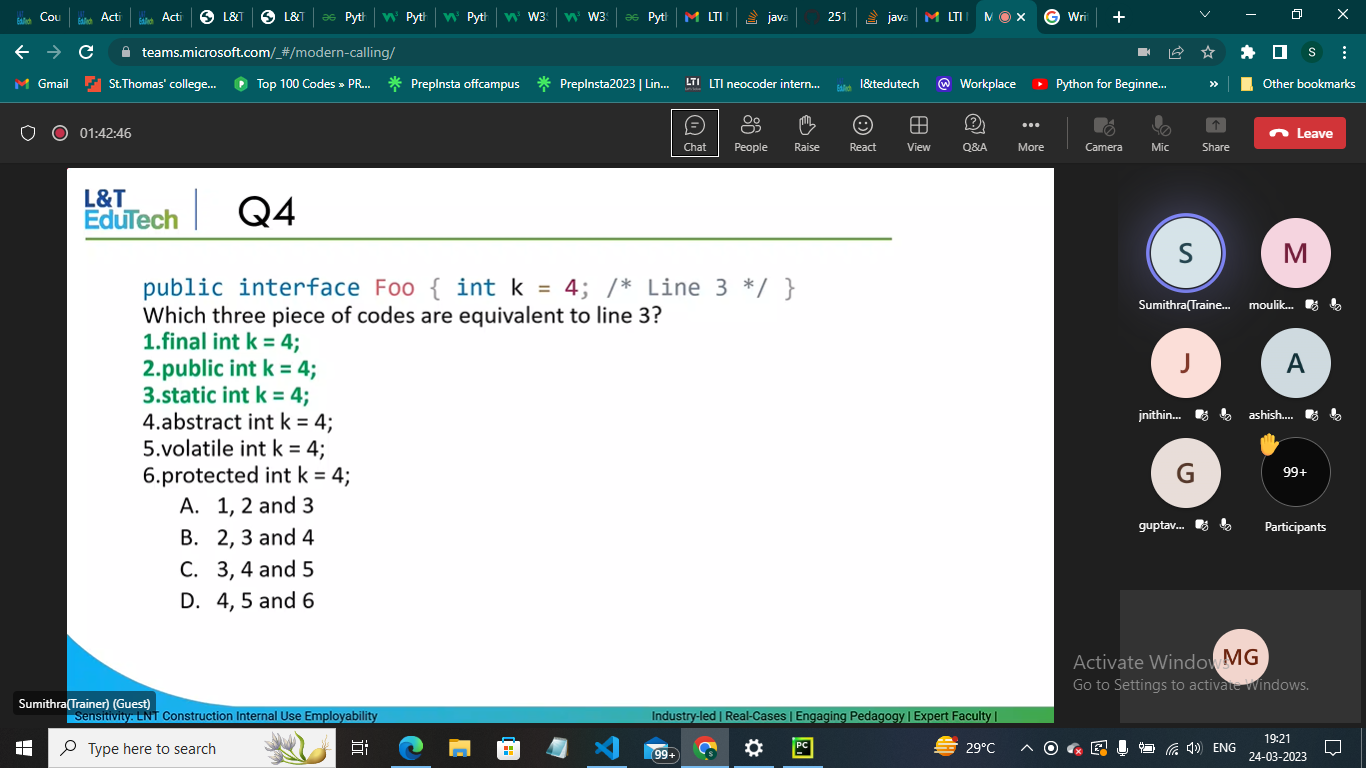 Cou
Acti
Acti
L&T
L&T
Pyth
Pyth
Pyth
W3S
W3S
Pyth
LTI M
java
251
java
LTI M
M
Wri
teams.microsoft.com/_#/modern-calling/
S
Gmail
St.Thomas' college...
Top 100 Codes » PR...
PrepInsta offcampus
PrepInsta2023 | Lin...
LTI neocoder intern...
l&tedutech
Workplace
Python for Beginne...
»
Other bookmarks
01:42:46
Chat
People
Raise
React
View
Q&A
More
Camera
Mic
Share
Leave
L&T
EduTech
Q4
public interface Foo { int k = 4; /* Line 3 */ }
Which three piece of codes are equivalent to line 3?
1.final int k = 4;
2.public int k = 4;
3.static int k = 4;
4.abstract int k = 4;
5.volatile int k = 4;
6.protected int k = 4;
A. 1, 2 and 3
B. 2, 3 and 4
C. 3, 4 and 5
D. 4, 5 and 6
S
M
Sumithra(Traine...
moulik...
J
A
jnithin...
ashish....
G
99+
guptav...
Participants
MG
Activate Windows
Go to Settings to activate Windows.
Sumithra(Trainer) (Guest)
Sensitivity: LNT Construction Internal Use Employability
Industry-led | Real-Cases | Engaging Pedagogy | Expert Faculty |
Type here to search
99+
S
PC
29°C
ENG
19:21
24-03-2023